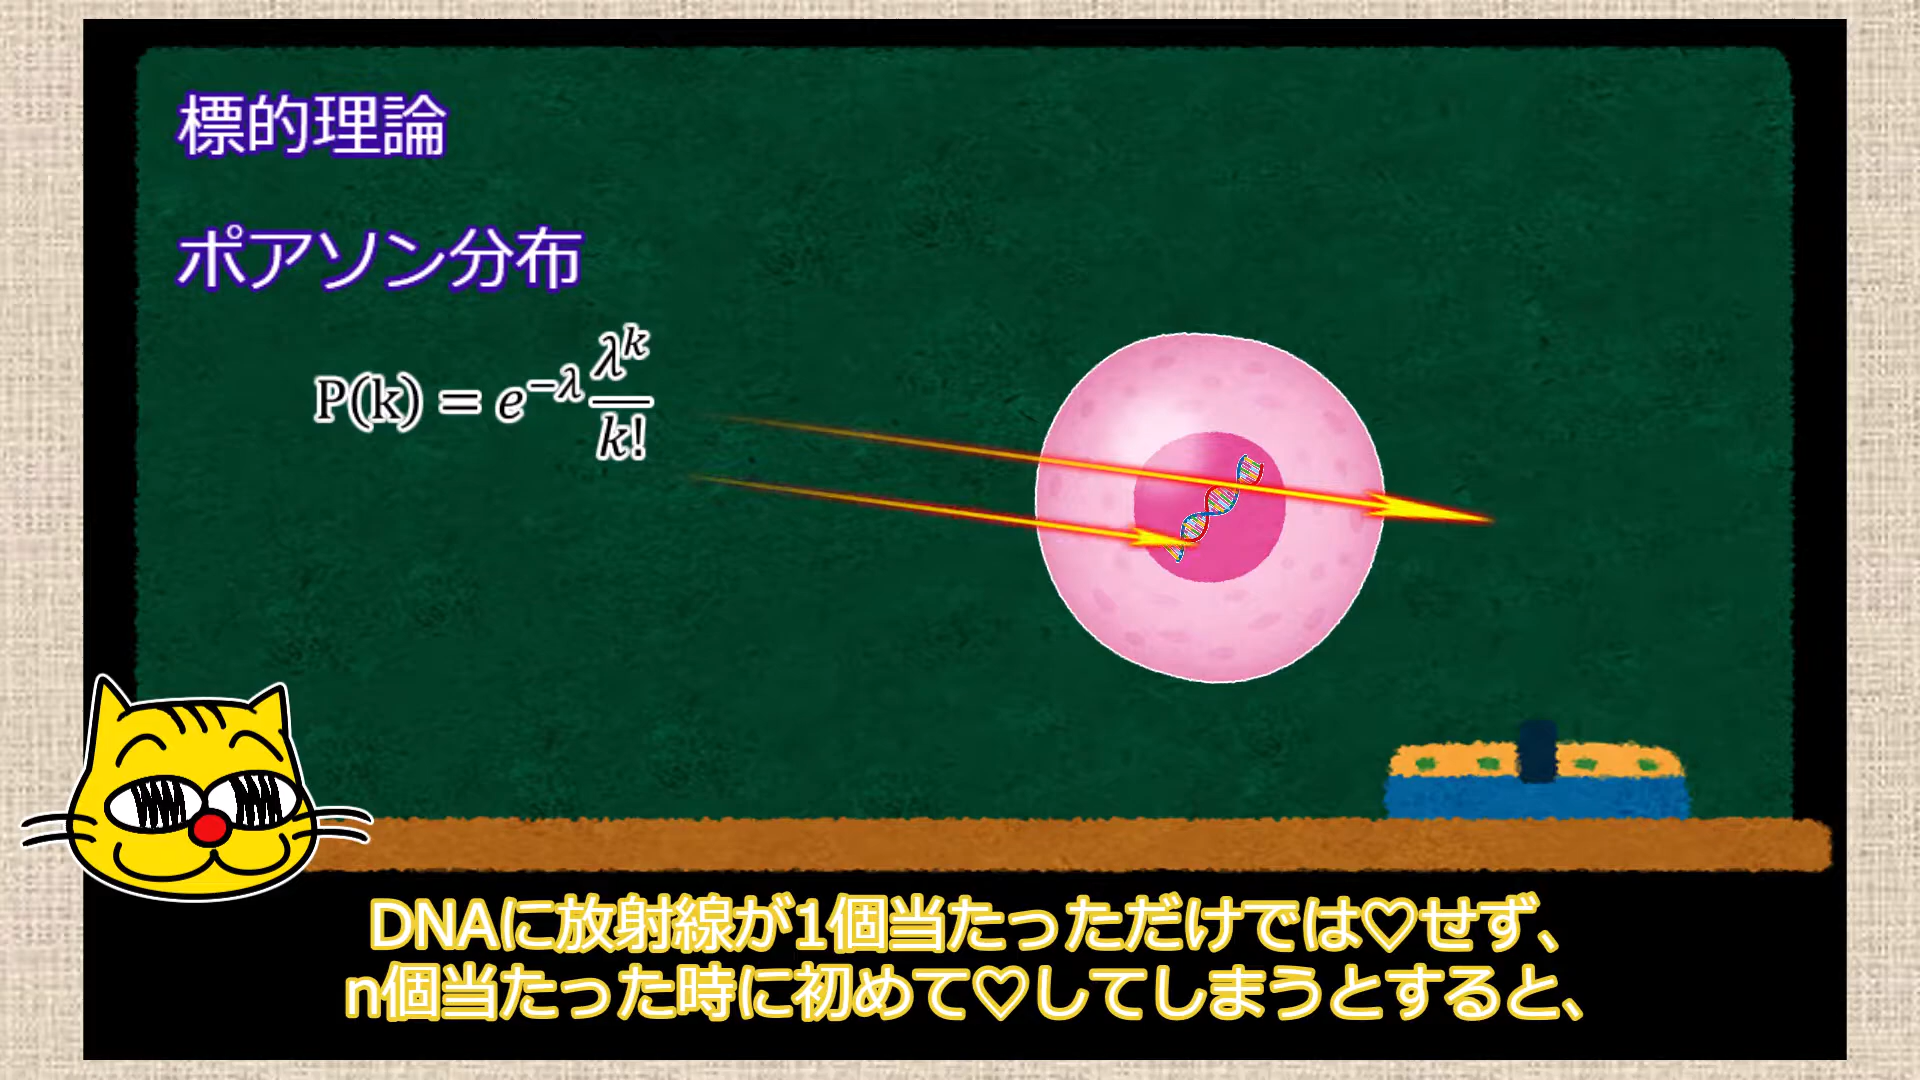 標的理論
ポアソン分布
P(k) = e^{-λ} λ^k / k!
DNAに放射線が1個当たっただけでは♡せず、
n個当たった時に初めて♡してしまうとすると、